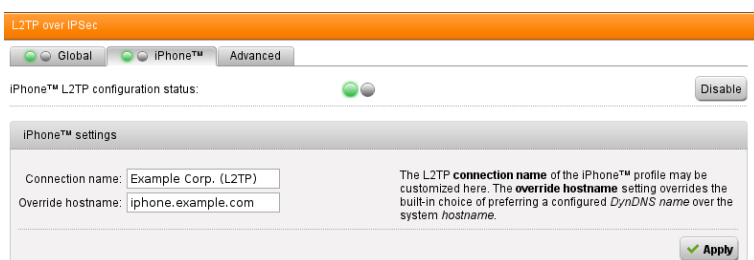 L2TP over IPSec
Global iPhone™ Advanced
iPhone™ L2TP configuration status: Disable
iPhone™ settings
Connection name: Example Corp. (L2TP)
Override hostname: iphone.example.com
The L2TP connection name of the iPhone™ profile may be
customized here. The override hostname setting overrides the
built-in choice of preferring a configured DynDNS name over the
system hostname.
Apply